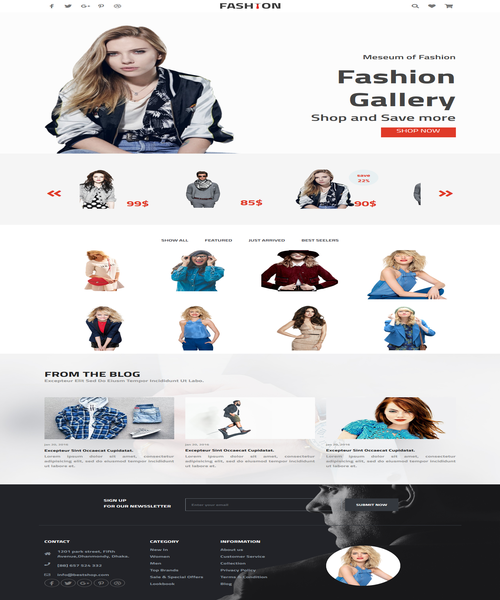 FASHION
Meseum of Fashion
Fashion
Gallery
Shop and Save more
SHOP NOW
save
22%
99$
85$
90$
SHOW ALL FEATURED JUST ARRIVED BEST SEELERS
FROM THE BLOG
Excepteur Sint Sed Do Eiusm Tempor Incididunt Ut Labo.
Excepteur Sint Occaecat Cupidatat.
Lorem ipsum dolor sit amet, consectetur
adipisicing elit, sed do eiusmod tempor incididunt
ut labore et.
Excepteur Sint Occaecat Cupidatat.
Lorem ipsum dolor sit amet, consectetur
adipisicing elit, sed do eiusmod tempor incididunt
ut labore et.
Excepteur Sint Occaecat Cupidatat.
Lorem ipsum dolor sit amet, consectetur
adipisicing elit, sed do eiusmod tempor incididunt
ut labore et.
SIGN UP
FOR OUR NEWSSLETTER
Enter your email
SUBMIT NOW
CONTACT
1201 park street, Fifth
Avenue,Dhanmondy, Dhaka.
[88] 657 524 332
info@bestshop.com
CATEGORY
New In
Woman
Man
Top Brands
Sale & Special Offers
Lookbook
INFORMATION
About us
Customer Service
Collection
Privacy Policy
Terms & Condition
Blog